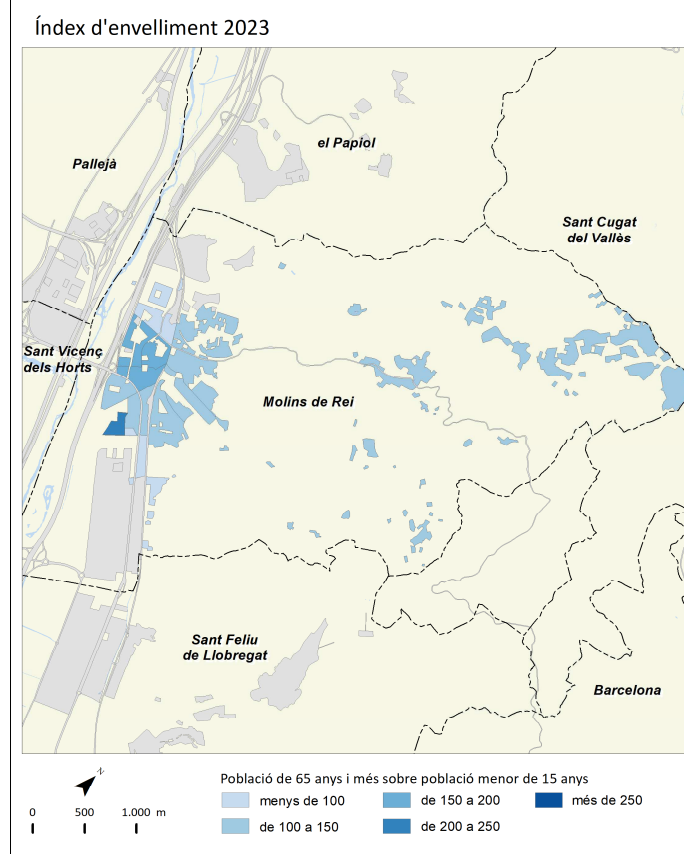 Índex d'envelliment 2023
el Papiol
Pallejà
Sant Cugat
del Vallès
Sant Vicenç
dels Horts
Molins de Rei
Sant Feliu
de Llobregat
Barcelona
N
0 500 1.000 m
Població de 65 anys i més sobre població menor de 15 anys
menys de 100
de 150 a 200
més de 250
de 100 a 150
de 200 a 250